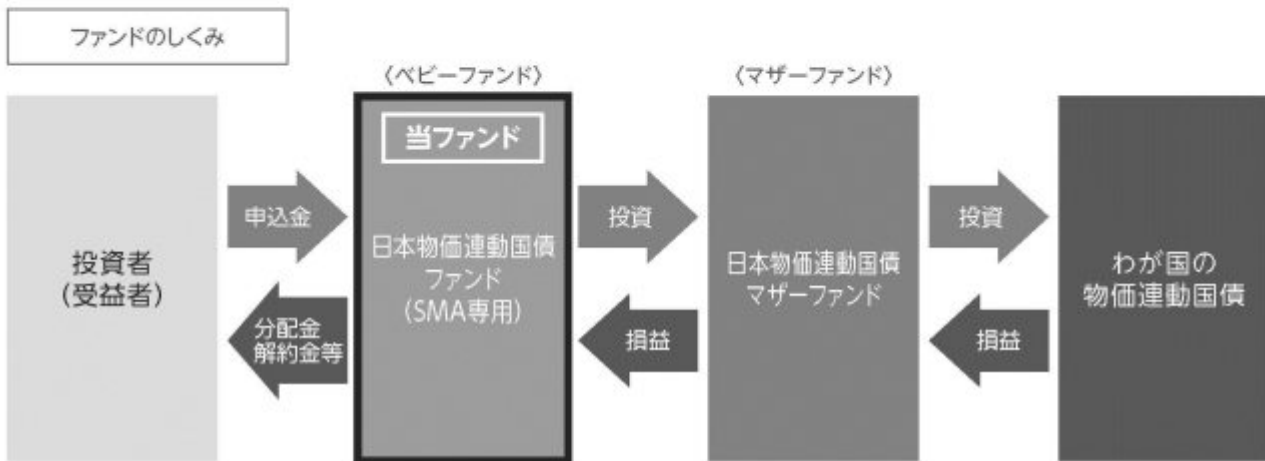 ファンドのしくみ
〈ベビーファンド〉
〈マザーファンド〉
投資者
(受益者)
申込金
分配金
解約金等
当ファンド
日本物価連動国債
ファンド
(SMA専用)
投資
損益
日本物価連動国債
マザーファンド
投資
損益
わが国の
物価連動国債